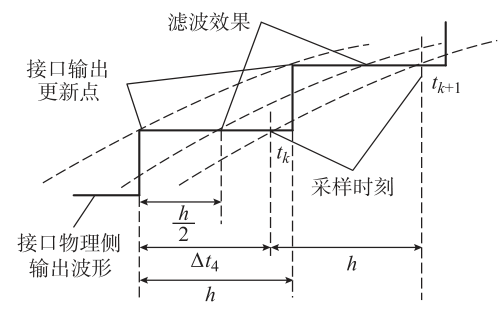 滤波效果
接口输出
更新点
t_{k+1}
t_k
采样时刻
h/2
接口物理侧
输出波形
Δt_4
h
h